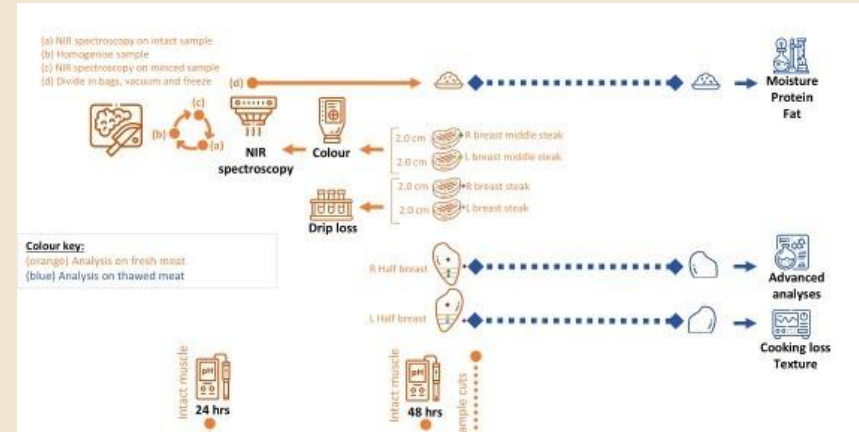 (a) NIR spectroscopy on intact sample
(b) Homogenise sample
(c) NIR spectroscopy on minced sample
(d) Divide in bags, vacuum and freeze
(d)
Moisture
Protein
Fat
(c)
(b)
(a)
NIR
spectroscopy
Colour
2.0 cm
R breast middle steak
2.0 cm
L breast middle steak
2.0 cm
R breast steak
2.0 cm
L breast steak
Drip loss
Colour key:
(orange) Analysis on fresh meat
(blue) Analysis on thawed meat
R Half breast
Advanced
analyses
L Half breast
Cooking loss
Texture
Intact muscle
pH
24 hrs
Intact muscle
pH
48 hrs
ample cuts